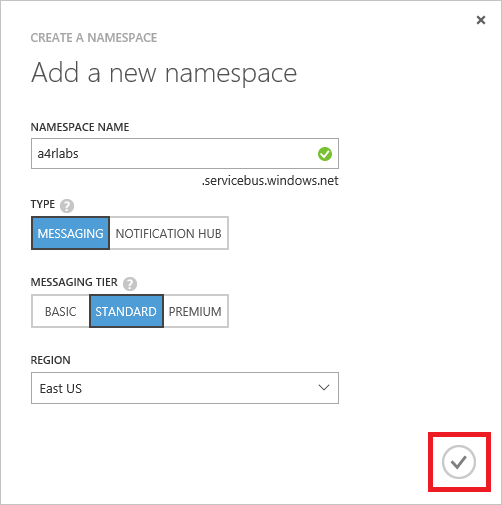 CREATE A NAMESPACE
Add a new namespace
NAMESPACE NAME
a4rlabs
.servicebus.windows.net
TYPE ?
MESSAGING NOTIFICATION HUB
MESSAGING TIER ?
BASIC STANDARD PREMIUM
REGION
East US